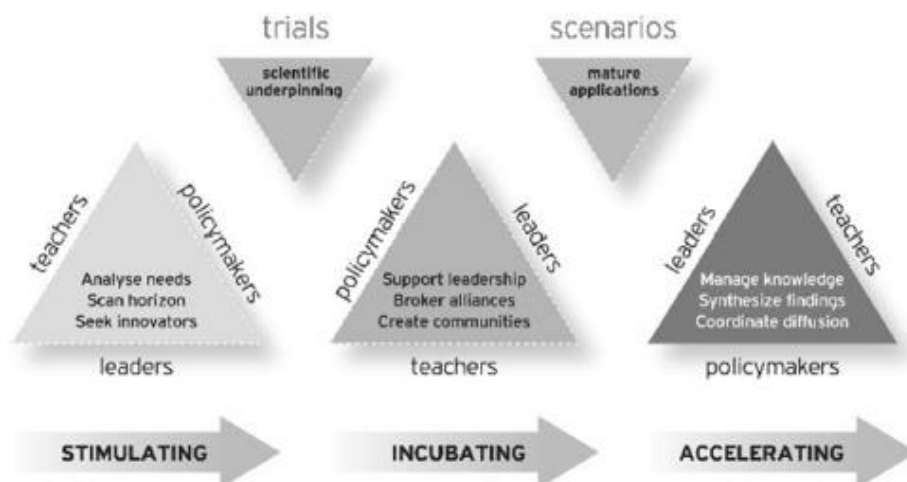 trials
scenarios
scientific
underpinning
mature
applications
teachers
policymakers
Analyse needs
Scan horizon
Seek innovators
leaders
policymakers
leaders
Support leadership
Broker alliances
Create communities
teachers
leaders
teachers
Manage knowledge
Synthesize findings
Coordinate diffusion
policymakers
STIMULATING
INCUBATING
ACCELERATING